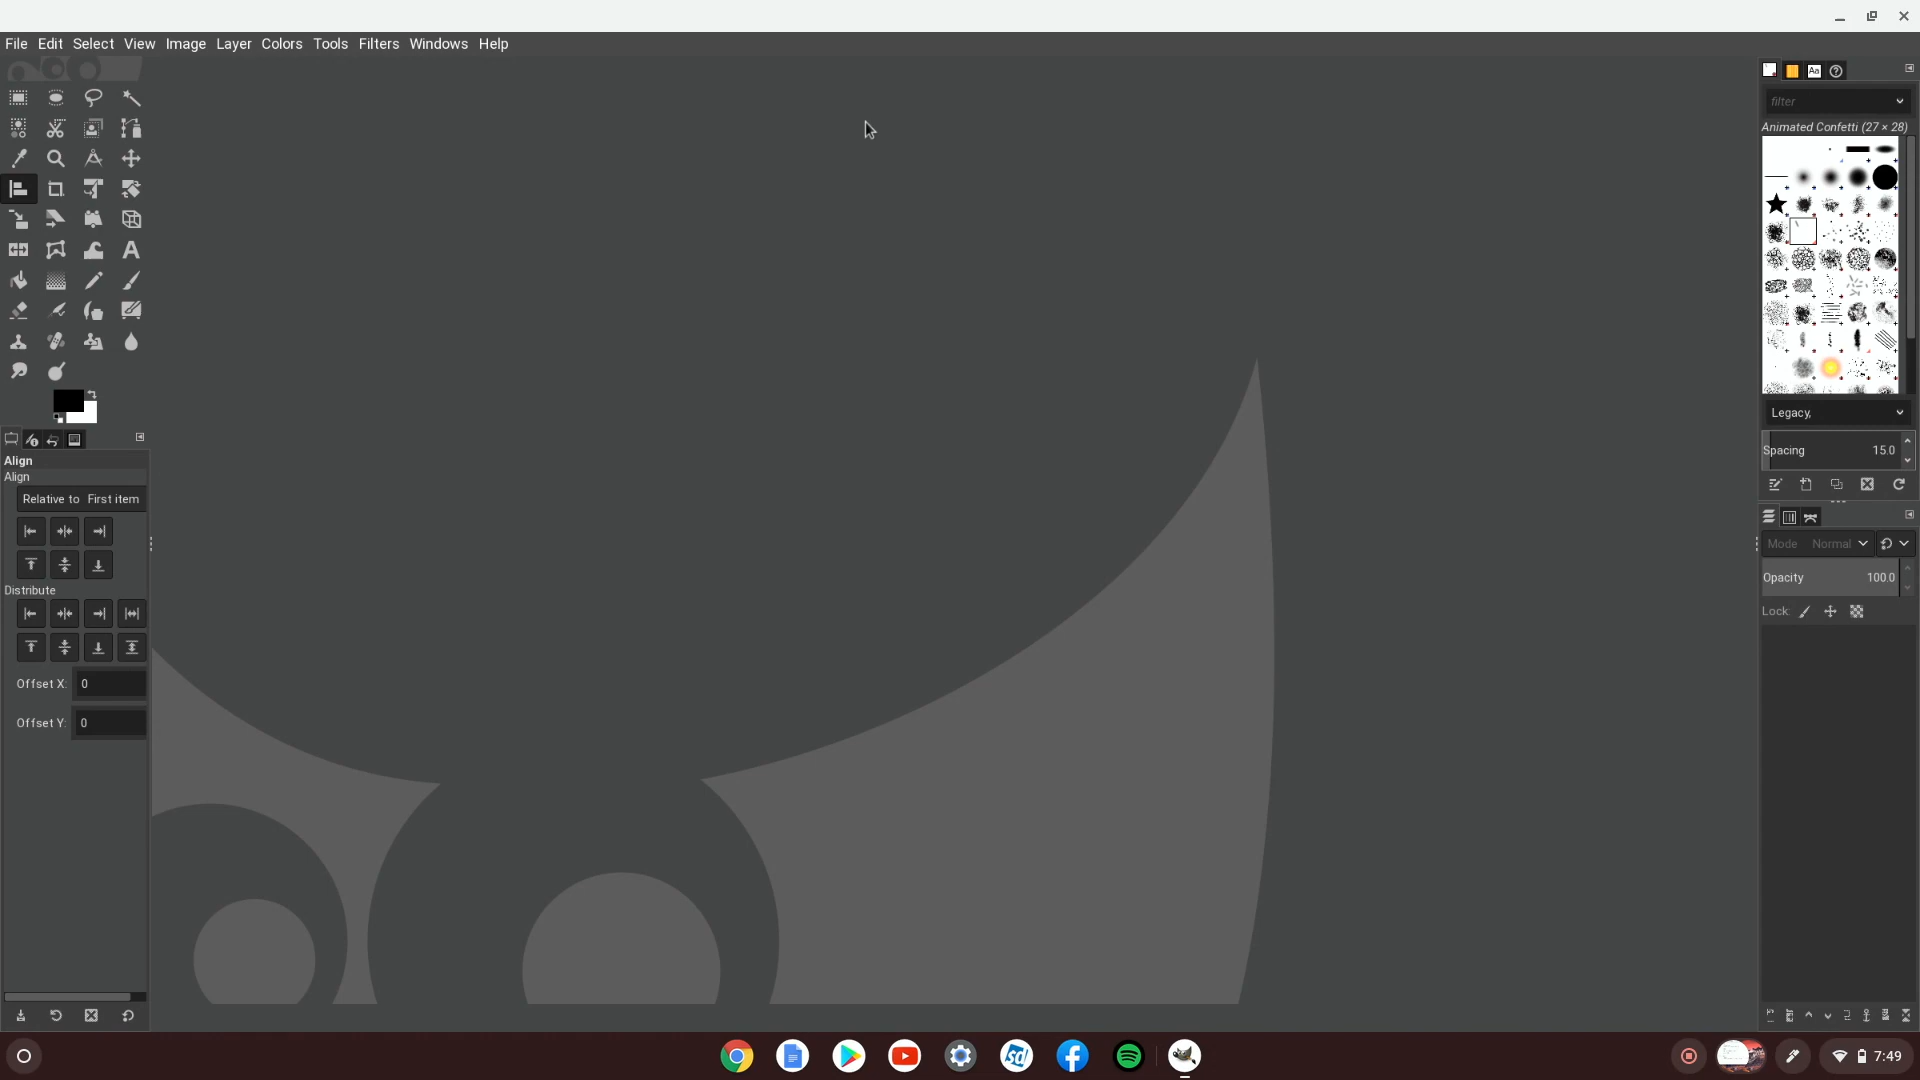 File Edit Select View Image Layer Colors Tools Filters Windows Help
Aa
filter
Animated Confetti (27 × 28)
A
Legacy,
Spacing 15.0
Align
Align
Relative to First item
Mode Normal
Opacity 100.0
Distribute
Lock:
Offset X: 0
Offset Y: 0
sd
7:49